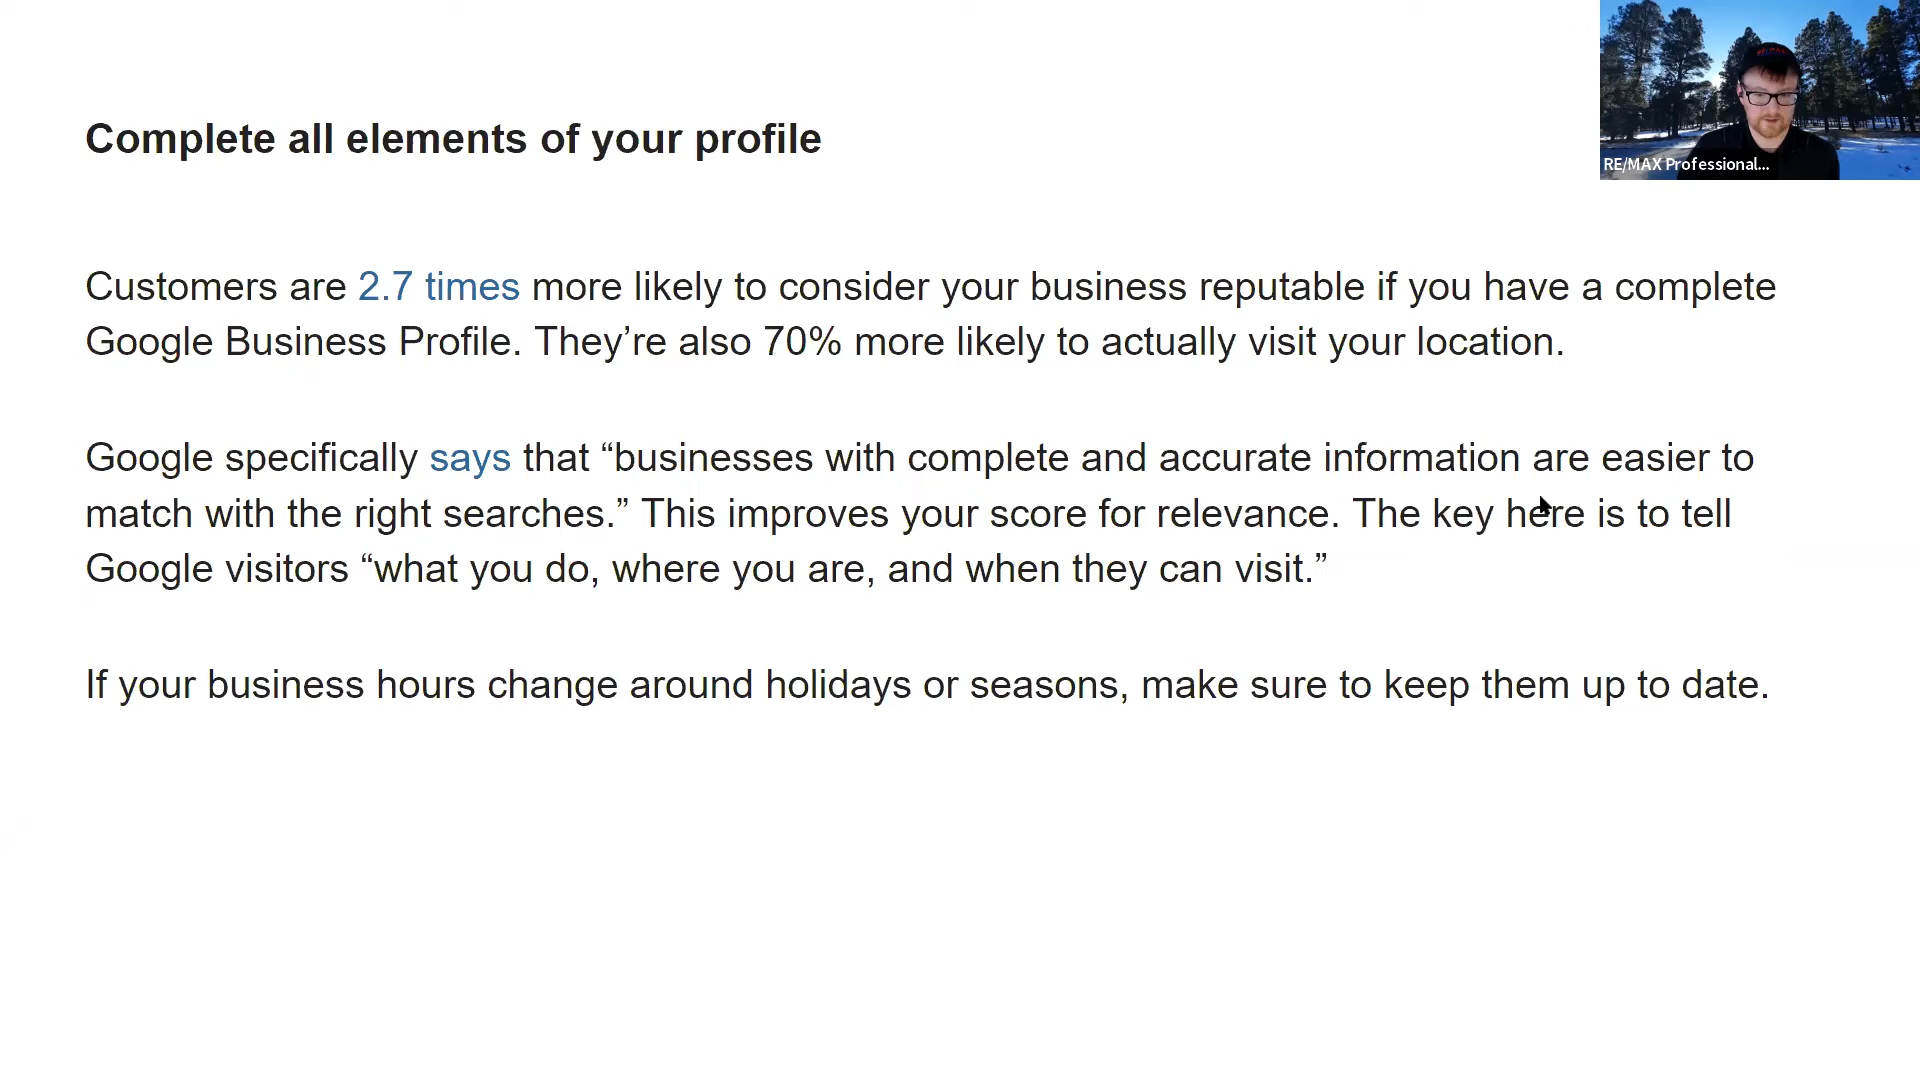 Complete all elements of your profile
RE/MAX Professional...
Customers are 2.7 times more likely to consider your business reputable if you have a complete
Google Business Profile. They’re also 70% more likely to actually visit your location.
Google specifically says that “businesses with complete and accurate information are easier to
match with the right searches.” This improves your score for relevance. The key here is to tell
Google visitors “what you do, where you are, and when they can visit.”
If your business hours change around holidays or seasons, make sure to keep them up to date.